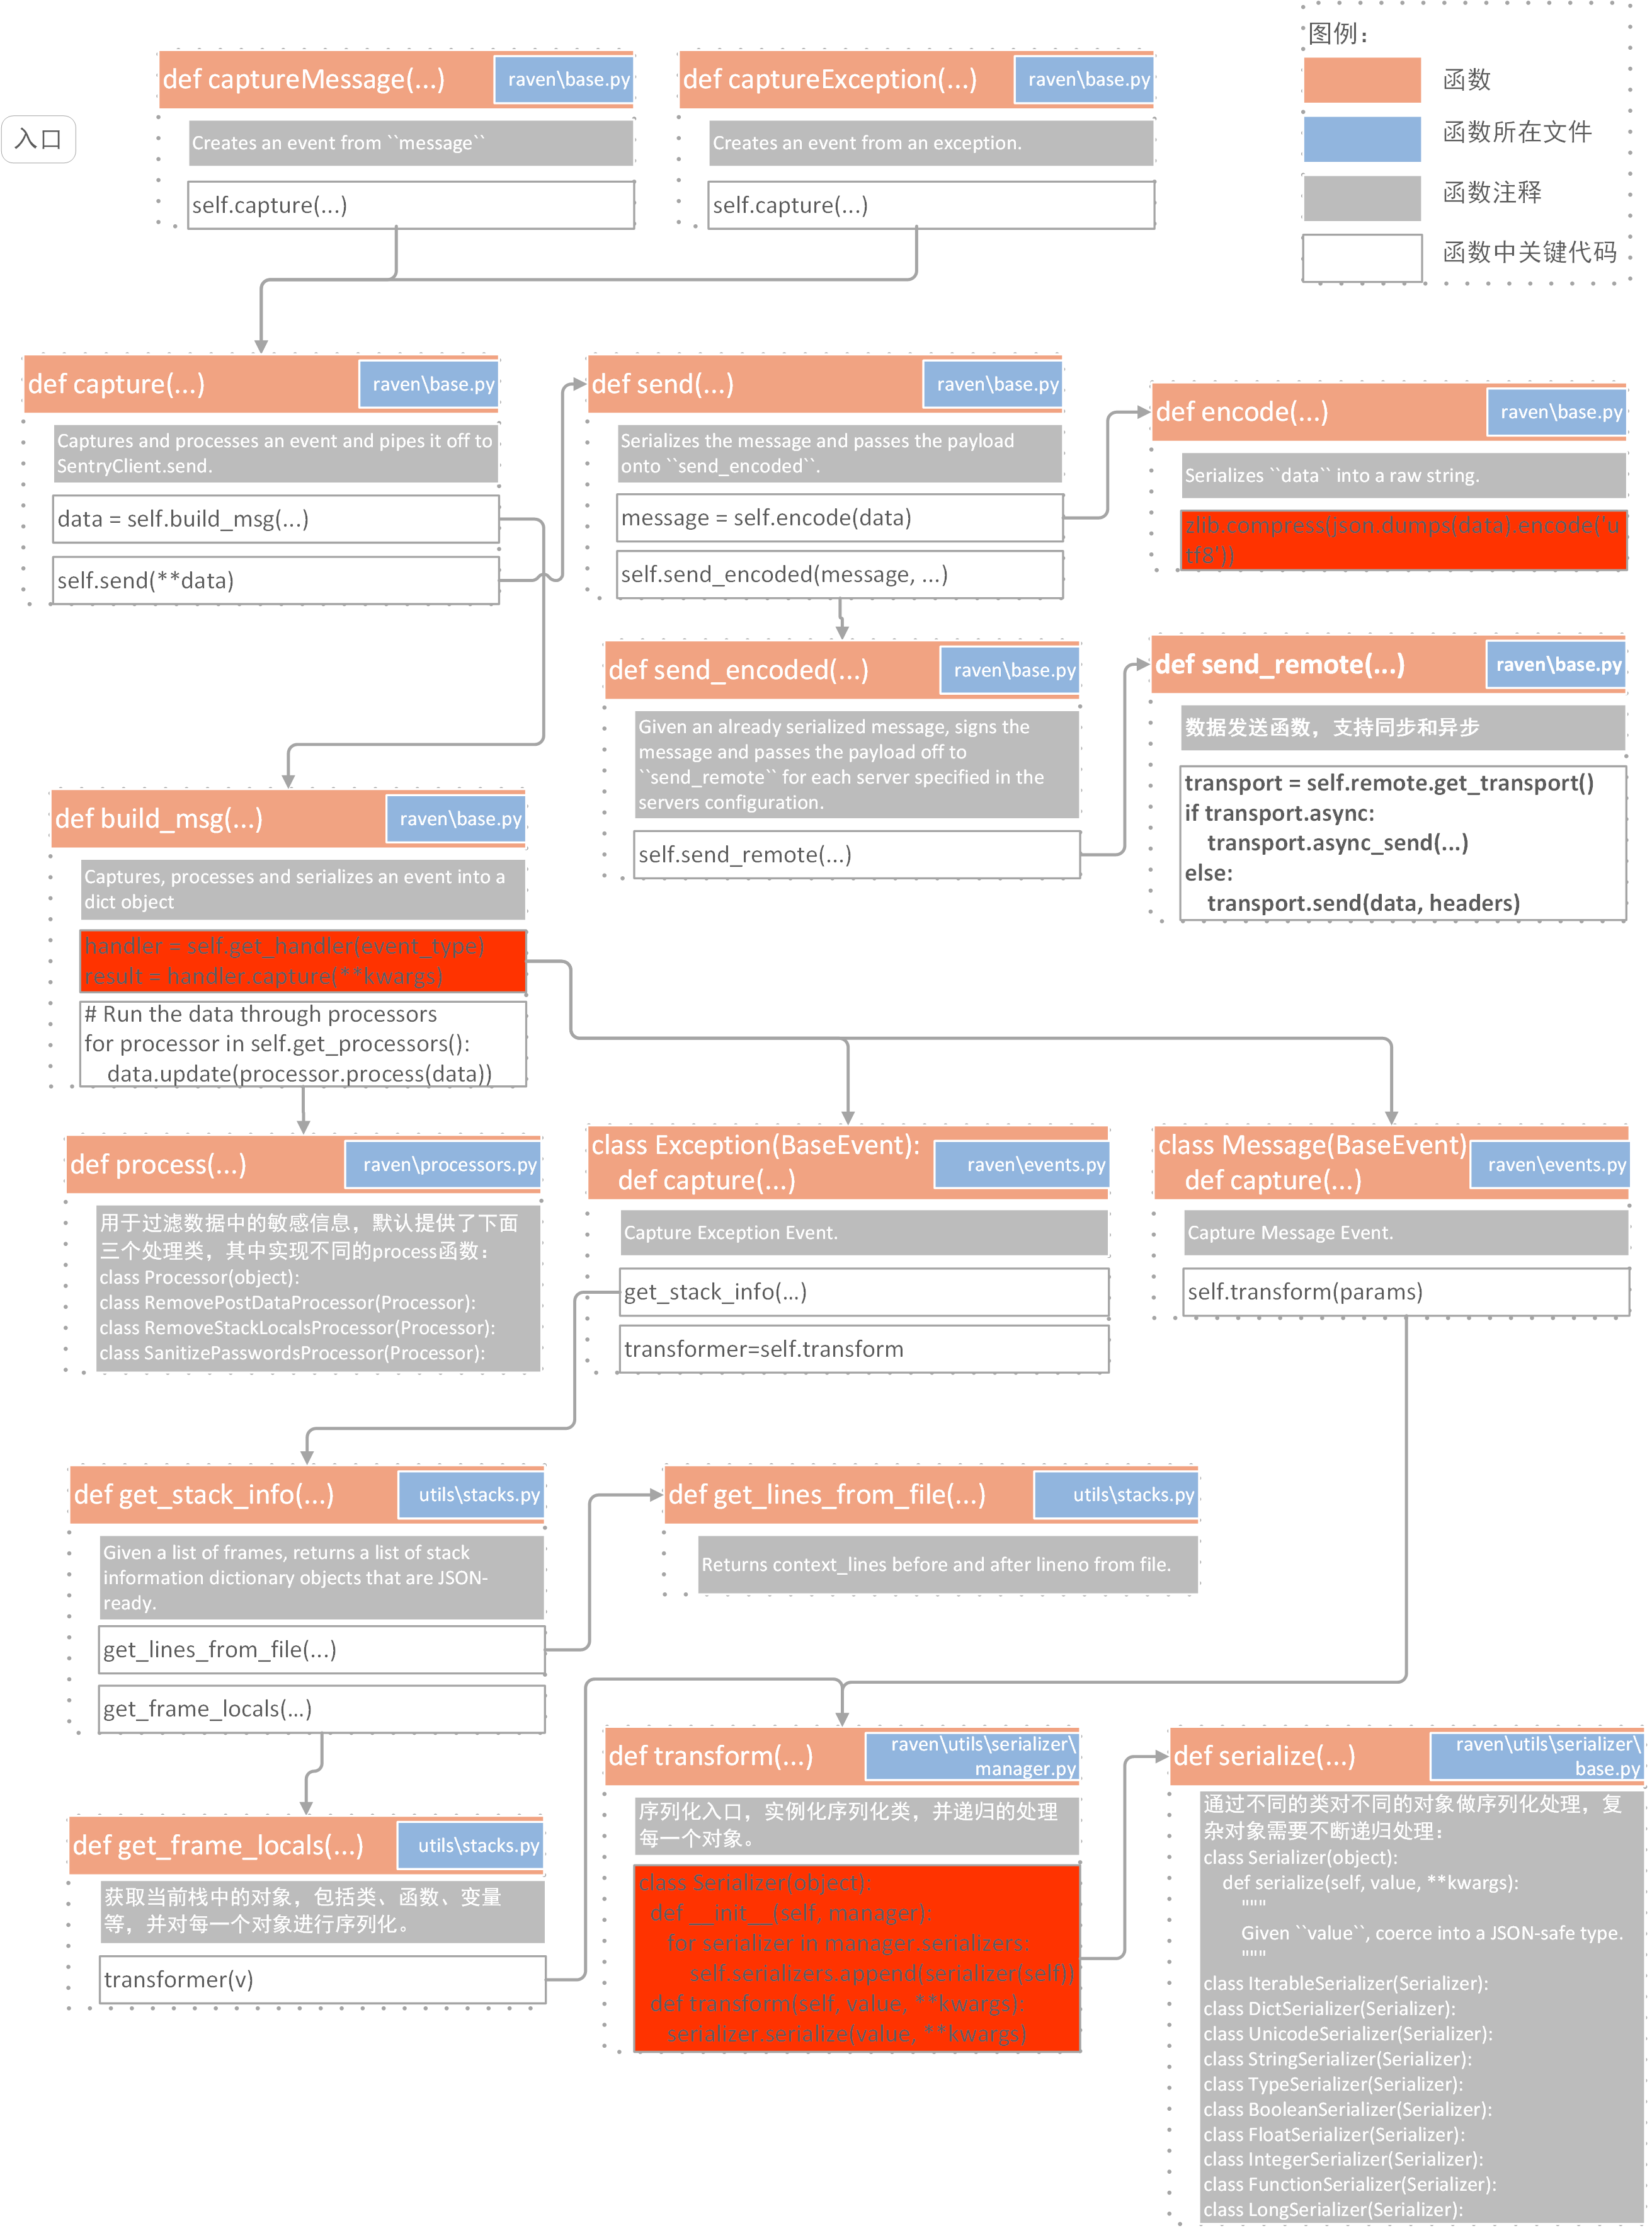 图例：
函数
函数所在文件
函数注释
函数中关键代码
入口
def captureMessage(...)
raven\base.py
Creates an event from ``message``
self.capture(...)
def captureException(...)
raven\base.py
Creates an event from an exception.
self.capture(...)
def capture(...)
raven\base.py
Captures and processes an event and pipes it off to
SentryClient.send.
data = self.build_msg(...)
self.send(**data)
def send(...)
raven\base.py
Serializes the message and passes the payload
onto ``send_encoded``.
message = self.encode(data)
self.send_encoded(message, ...)
def encode(...)
raven\base.py
Serializes ``data`` into a raw string.
zlib.compress(json.dumps(data).encode('u
tf8'))
def send_encoded(...)
raven\base.py
Given an already serialized message, signs the
message and passes the payload off to
``send_remote`` for each server specified in the
servers configuration.
self.send_remote(...)
def send_remote(...)
raven\base.py
数据发送函数，支持同步和异步
transport = self.remote.get_transport()
if transport.async:
transport.async_send(...)
else:
transport.send(data, headers)
def build_msg(...)
raven\base.py
Captures, processes and serializes an event into a
dict object
handler = self.get_handler(event_type)
result = handler.capture(**kwargs)
# Run the data through processors
for processor in self.get_processors():
data.update(processor.process(data))
def process(...)
raven\processors.py
用于过滤数据中的敏感信息，默认提供了下面
三个处理类，其中实现不同的process函数：
class Processor(object):
class RemovePostDataProcessor(Processor):
class RemoveStackLocalsProcessor(Processor):
class SanitizePasswordsProcessor(Processor):
class Exception(BaseEvent):
def capture(...)
raven\events.py
Capture Exception Event.
get_stack_info(...)
transformer=self.transform
class Message(BaseEvent)
def capture(...)
raven\events.py
Capture Message Event.
self.transform(params)
def get_stack_info(...)
utils\stacks.py
Given a list of frames, returns a list of stack
information dictionary objects that are JSON-
ready.
get_lines_from_file(...)
get_frame_locals(...)
def get_lines_from_file(...)
utils\stacks.py
Returns context_lines before and after lineno from file.
def get_frame_locals(...)
utils\stacks.py
获取当前栈中的对象，包括类、函数、变量
等，并对每一个对象进行序列化。
transformer(v)
def transform(...)
raven\utils\serializer\
manager.py
序列化入口，实例化序列化类，并递归的处理
每一个对象。
class Serializer(object):
def __init__(self, manager):
for serializer in manager.serializers:
self.serializers.append(serializer(self))
def transform(self, value, **kwargs):
serializer.serialize(value, **kwargs)
def serialize(...)
raven\utils\serializer\
base.py
通过不同的类对不同的对象做序列化处理，复
杂对象需要不断递归处理：
class Serializer(object):
def serialize(self, value, **kwargs):
"""
Given ``value``, coerce into a JSON-safe type.
"""
class IterableSerializer(Serializer):
class DictSerializer(Serializer):
class UnicodeSerializer(Serializer):
class StringSerializer(Serializer):
class TypeSerializer(Serializer):
class BooleanSerializer(Serializer):
class FloatSerializer(Serializer):
class IntegerSerializer(Serializer):
class FunctionSerializer(Serializer):
class LongSerializer(Serializer):